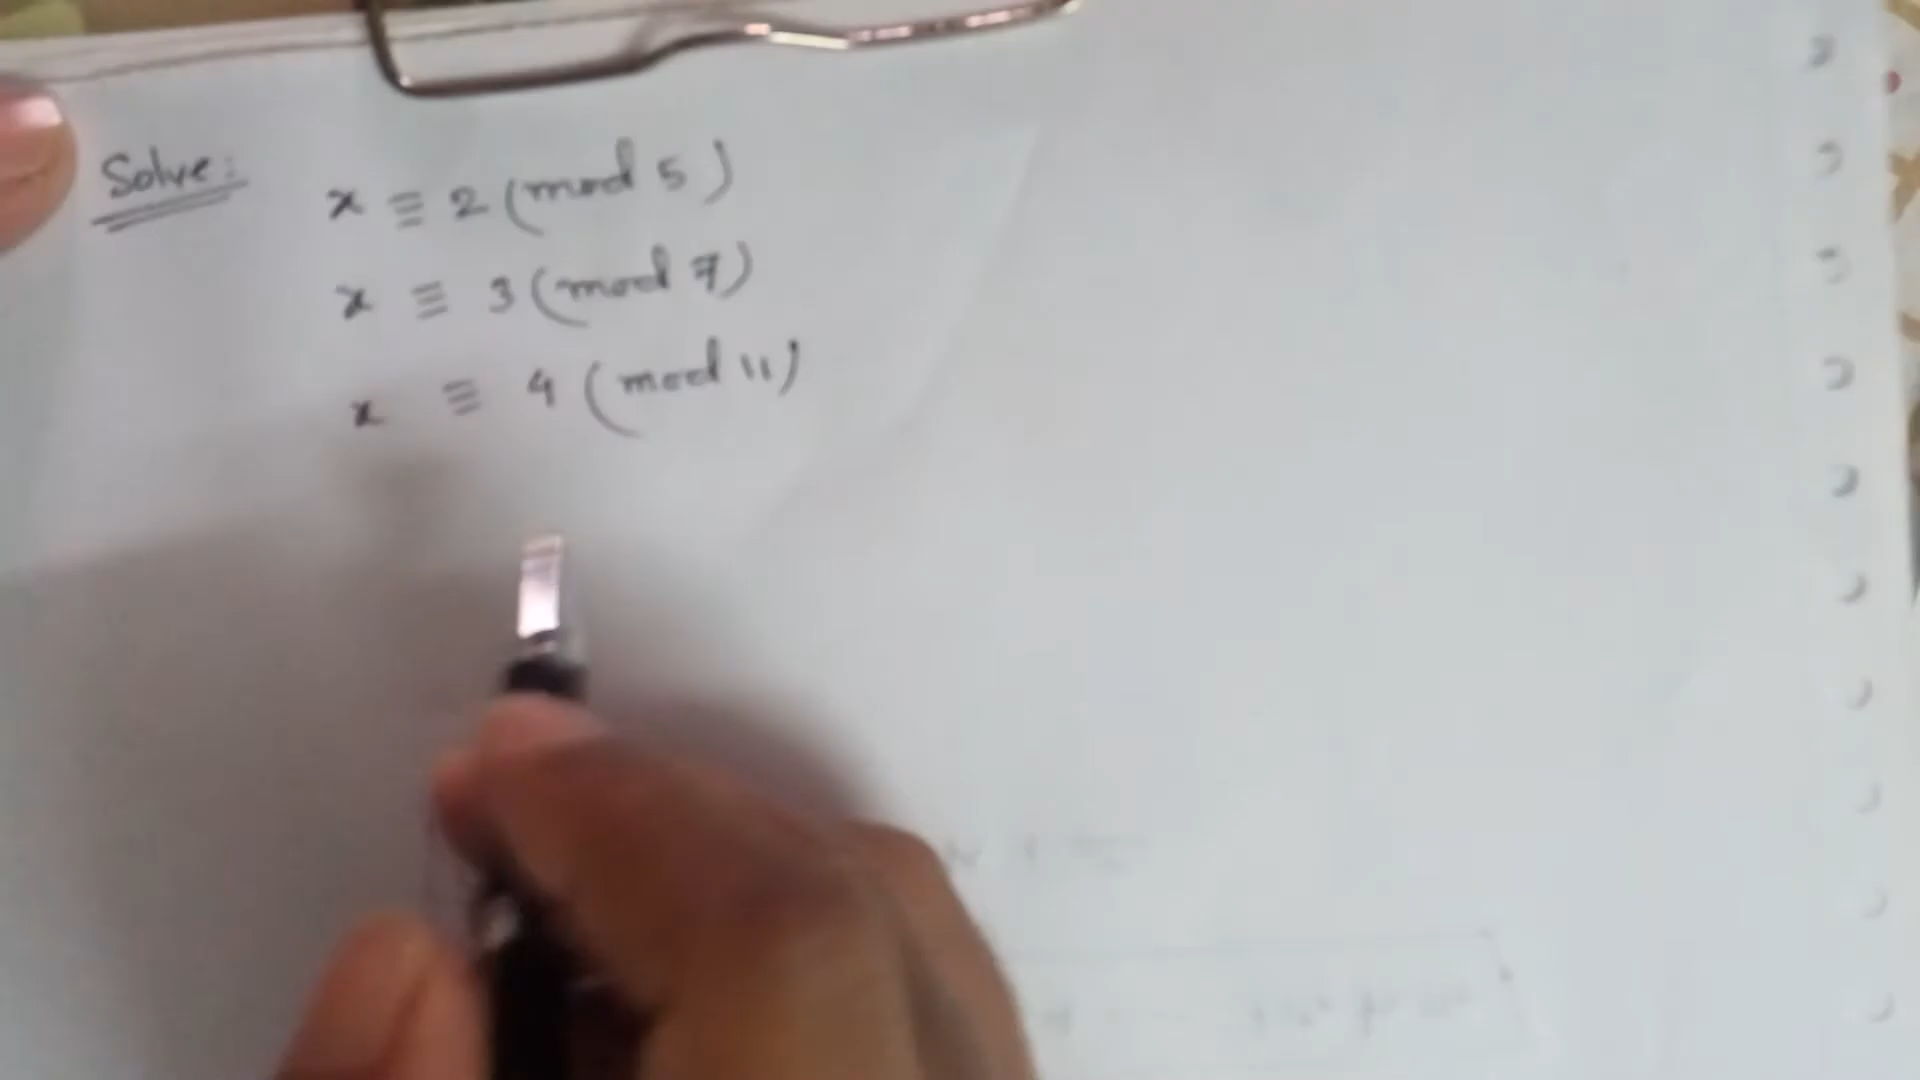 Solve: x ≡ 2 (mod 5)
x ≡ 3 (mod 7)
x ≡ 4 (mod 11)